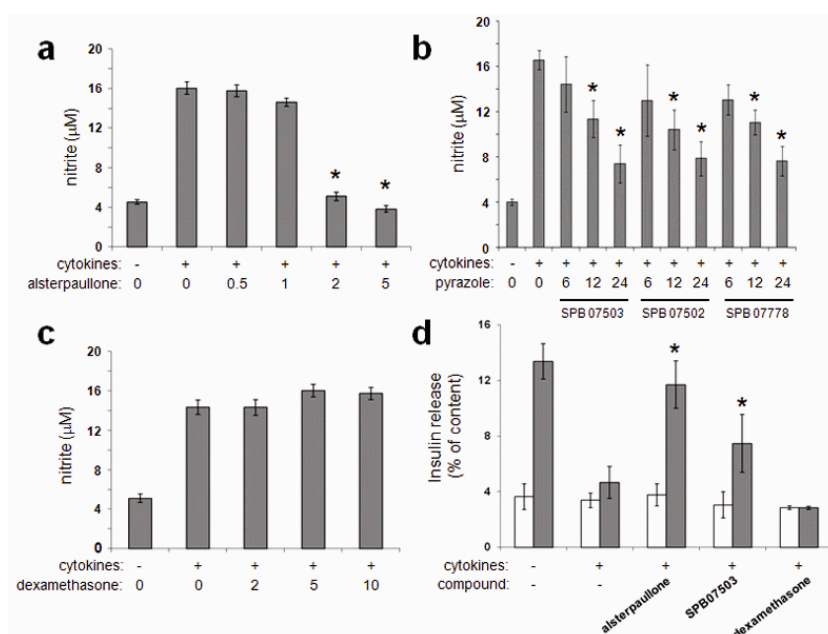 a
20
16
12
8
4
0
nitrite (μM)
* *
cytokines: - + + + + +
alsterpaullone: 0 0 0.5 1 2 5
b
20
16
12
8
4
0
nitrite (μM)
* * * * * *
cytokines: - + + + + + + + + + +
pyrazole: 0 0 6 12 24 6 12 24 6 12 24
SPB 07503 SPB 07502 SPB 07778
c
20
16
12
8
4
0
nitrite (μM)
cytokines: - + + + +
dexamethasone: 0 0 2 5 10
d
16
12
8
4
0
Insulin release
(% of content)
* *
cytokines: - + + + +
compound: - - alsterpaullone SPB07503 dexamethasone